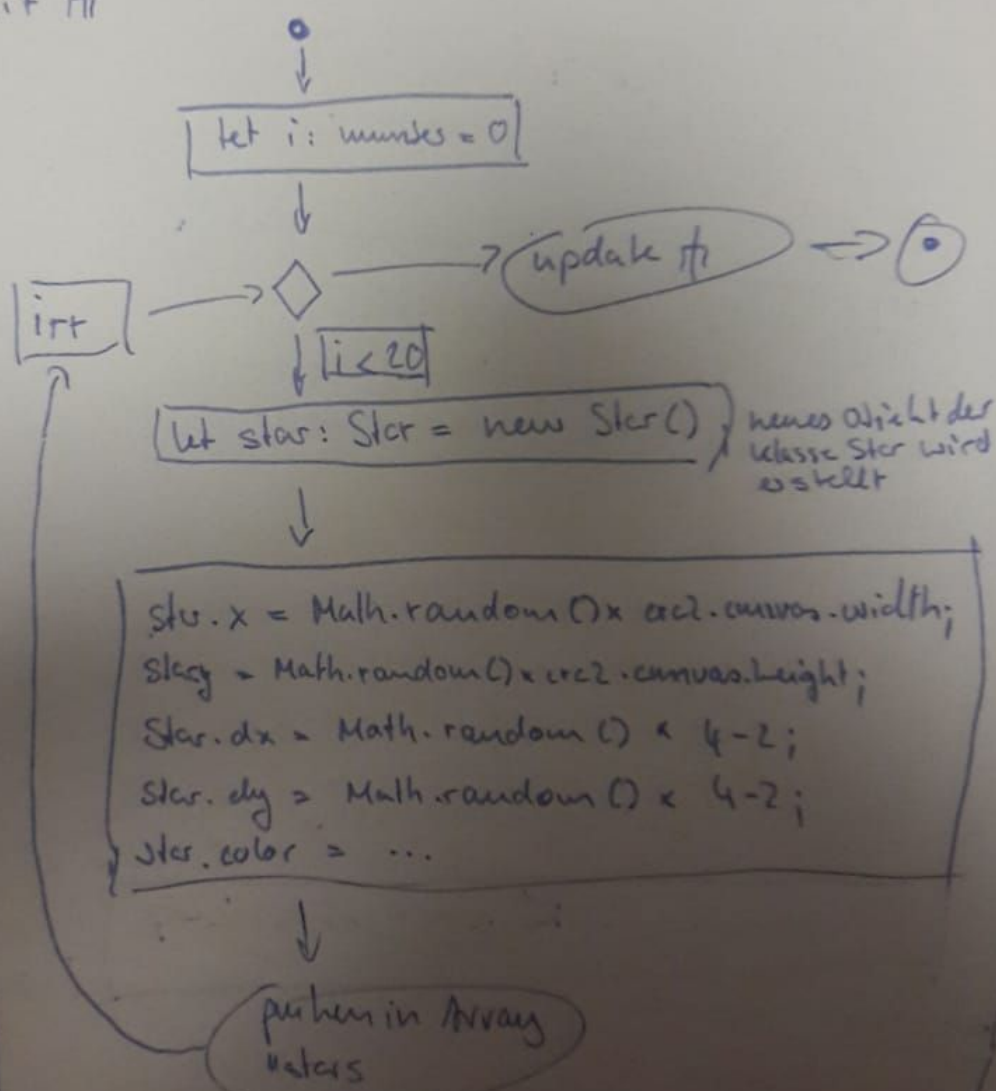 let i: number = 0
update
i++
i<20
let star: Star = new Star()
neues Objekt der
Klasse Star wird
erstellt
star.x = Math.random() * crc2.canvas.width;
star.y = Math.random() * crc2.canvas.height;
star.dx = Math.random() * 4-2;
star.dy = Math.random() * 4-2;
star.color = ...
pushen in Array
stars